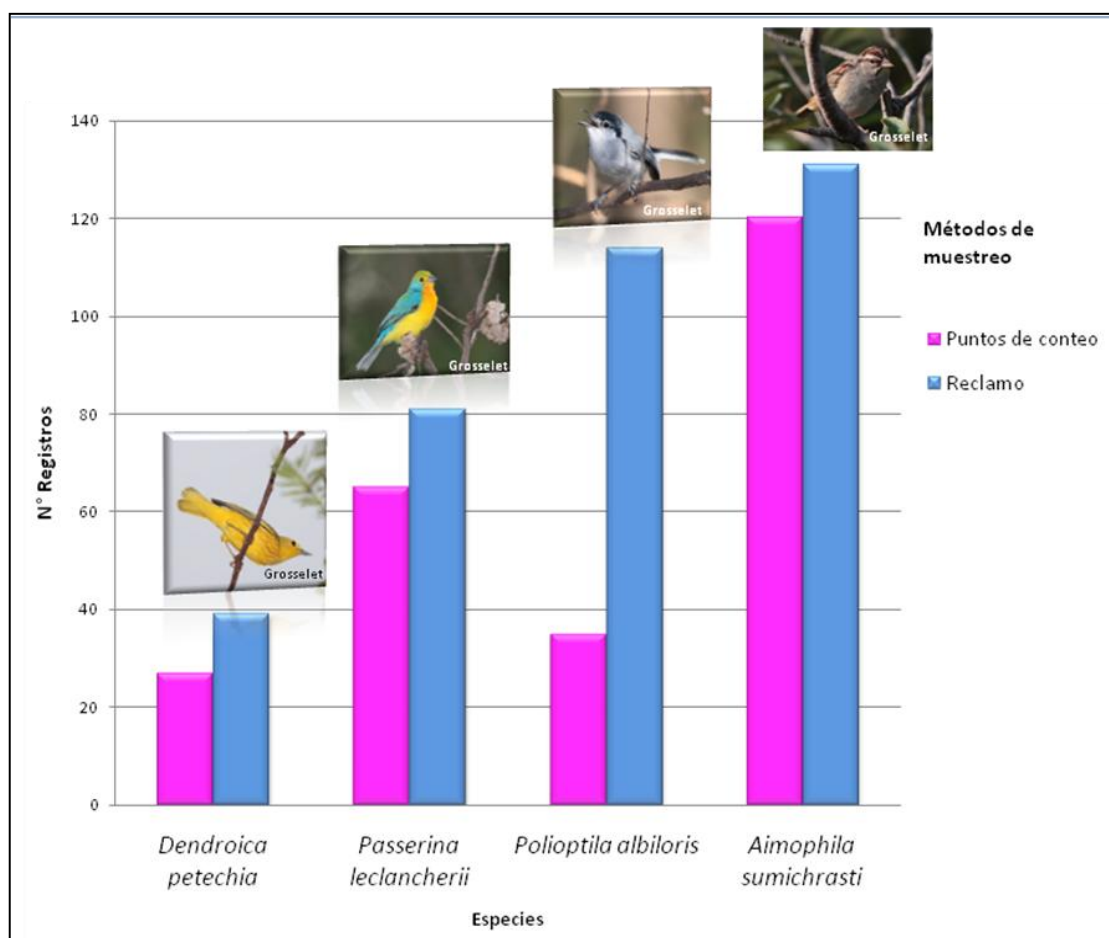 140
120
100
80
60
40
20
0
N° Registros
Grosselet
Grosselet
Grosselet
Grosselet
Métodos de
muestreo
Puntos de conteo
Reclamo
Dendroica
petechia
Passerina
leclancherii
Polioptila albiloris
Aimophila
sumichrasti
Especies